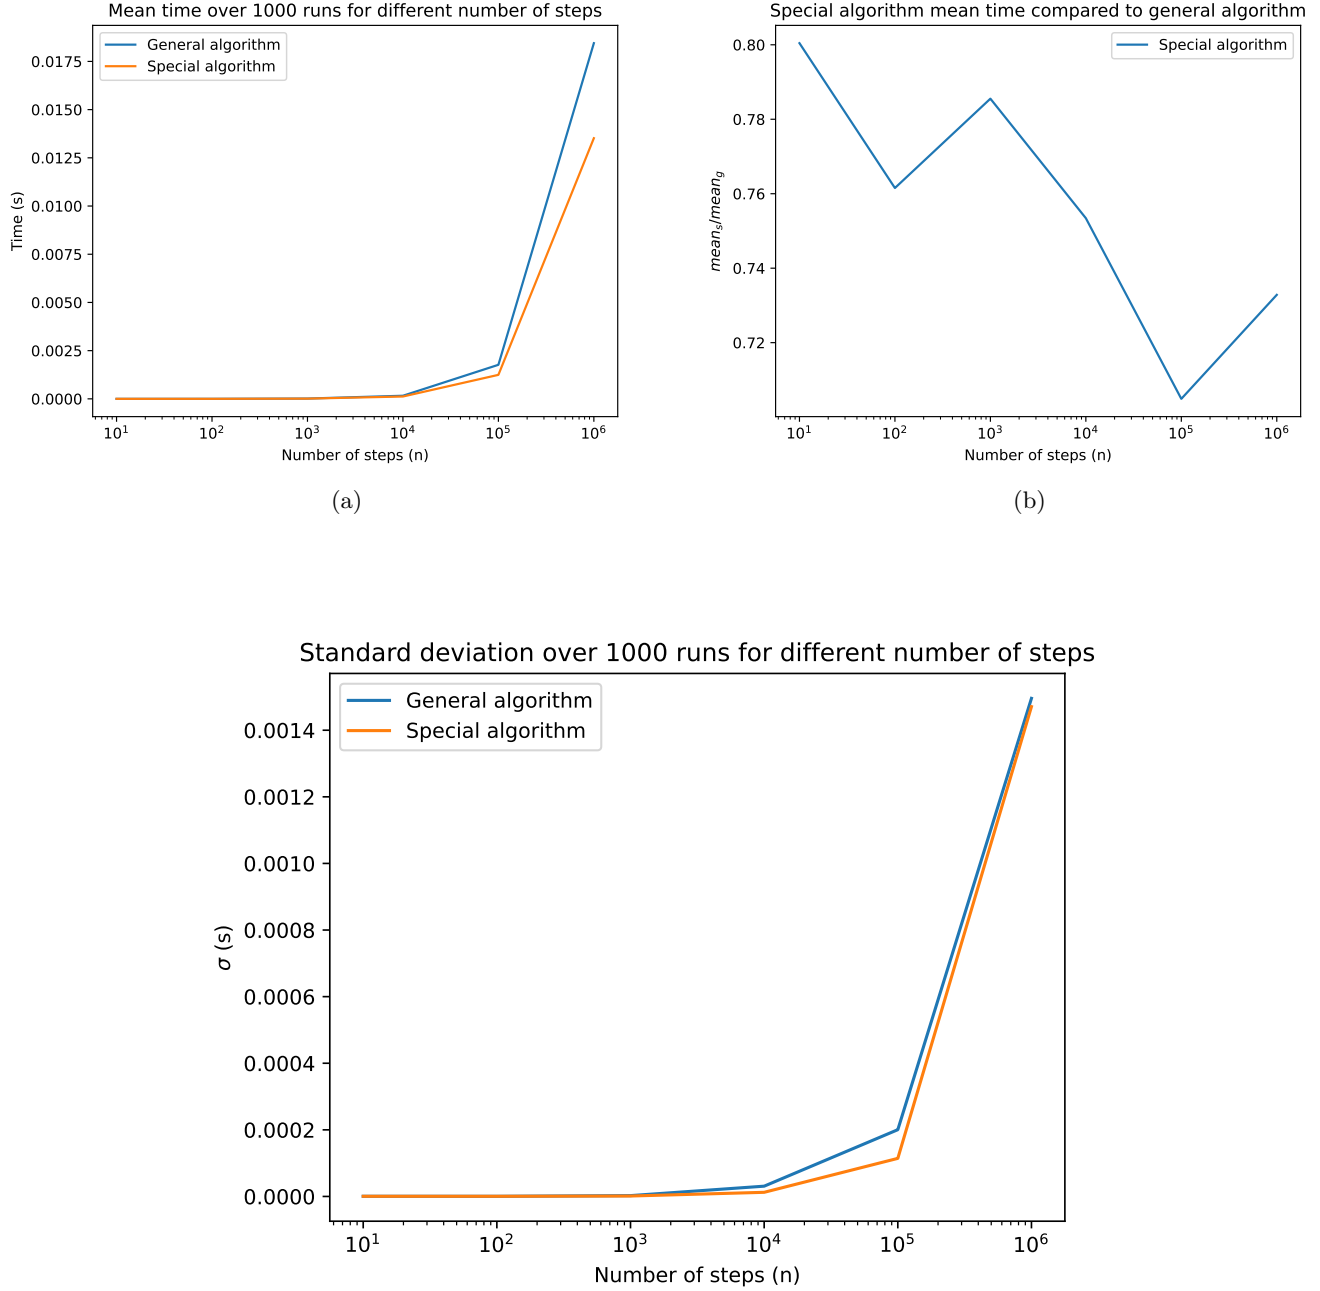 Mean time over 1000 runs for different number of steps
General algorithm
Special algorithm
0.0175
0.0150
0.0125
0.0100
0.0075
0.0050
0.0025
0.0000
Time (s)
10¹ 10² 10³ 10⁴ 10⁵ 10⁶
Number of steps (n)
(a)
Special algorithm mean time compared to general algorithm
Special algorithm
0.80
0.78
0.76
0.74
0.72
meanₛ/mean_g
10¹ 10² 10³ 10⁴ 10⁵ 10⁶
Number of steps (n)
(b)
Standard deviation over 1000 runs for different number of steps
General algorithm
Special algorithm
0.0014
0.0012
0.0010
0.0008
0.0006
0.0004
0.0002
0.0000
σ (s)
10¹ 10² 10³ 10⁴ 10⁵ 10⁶
Number of steps (n)